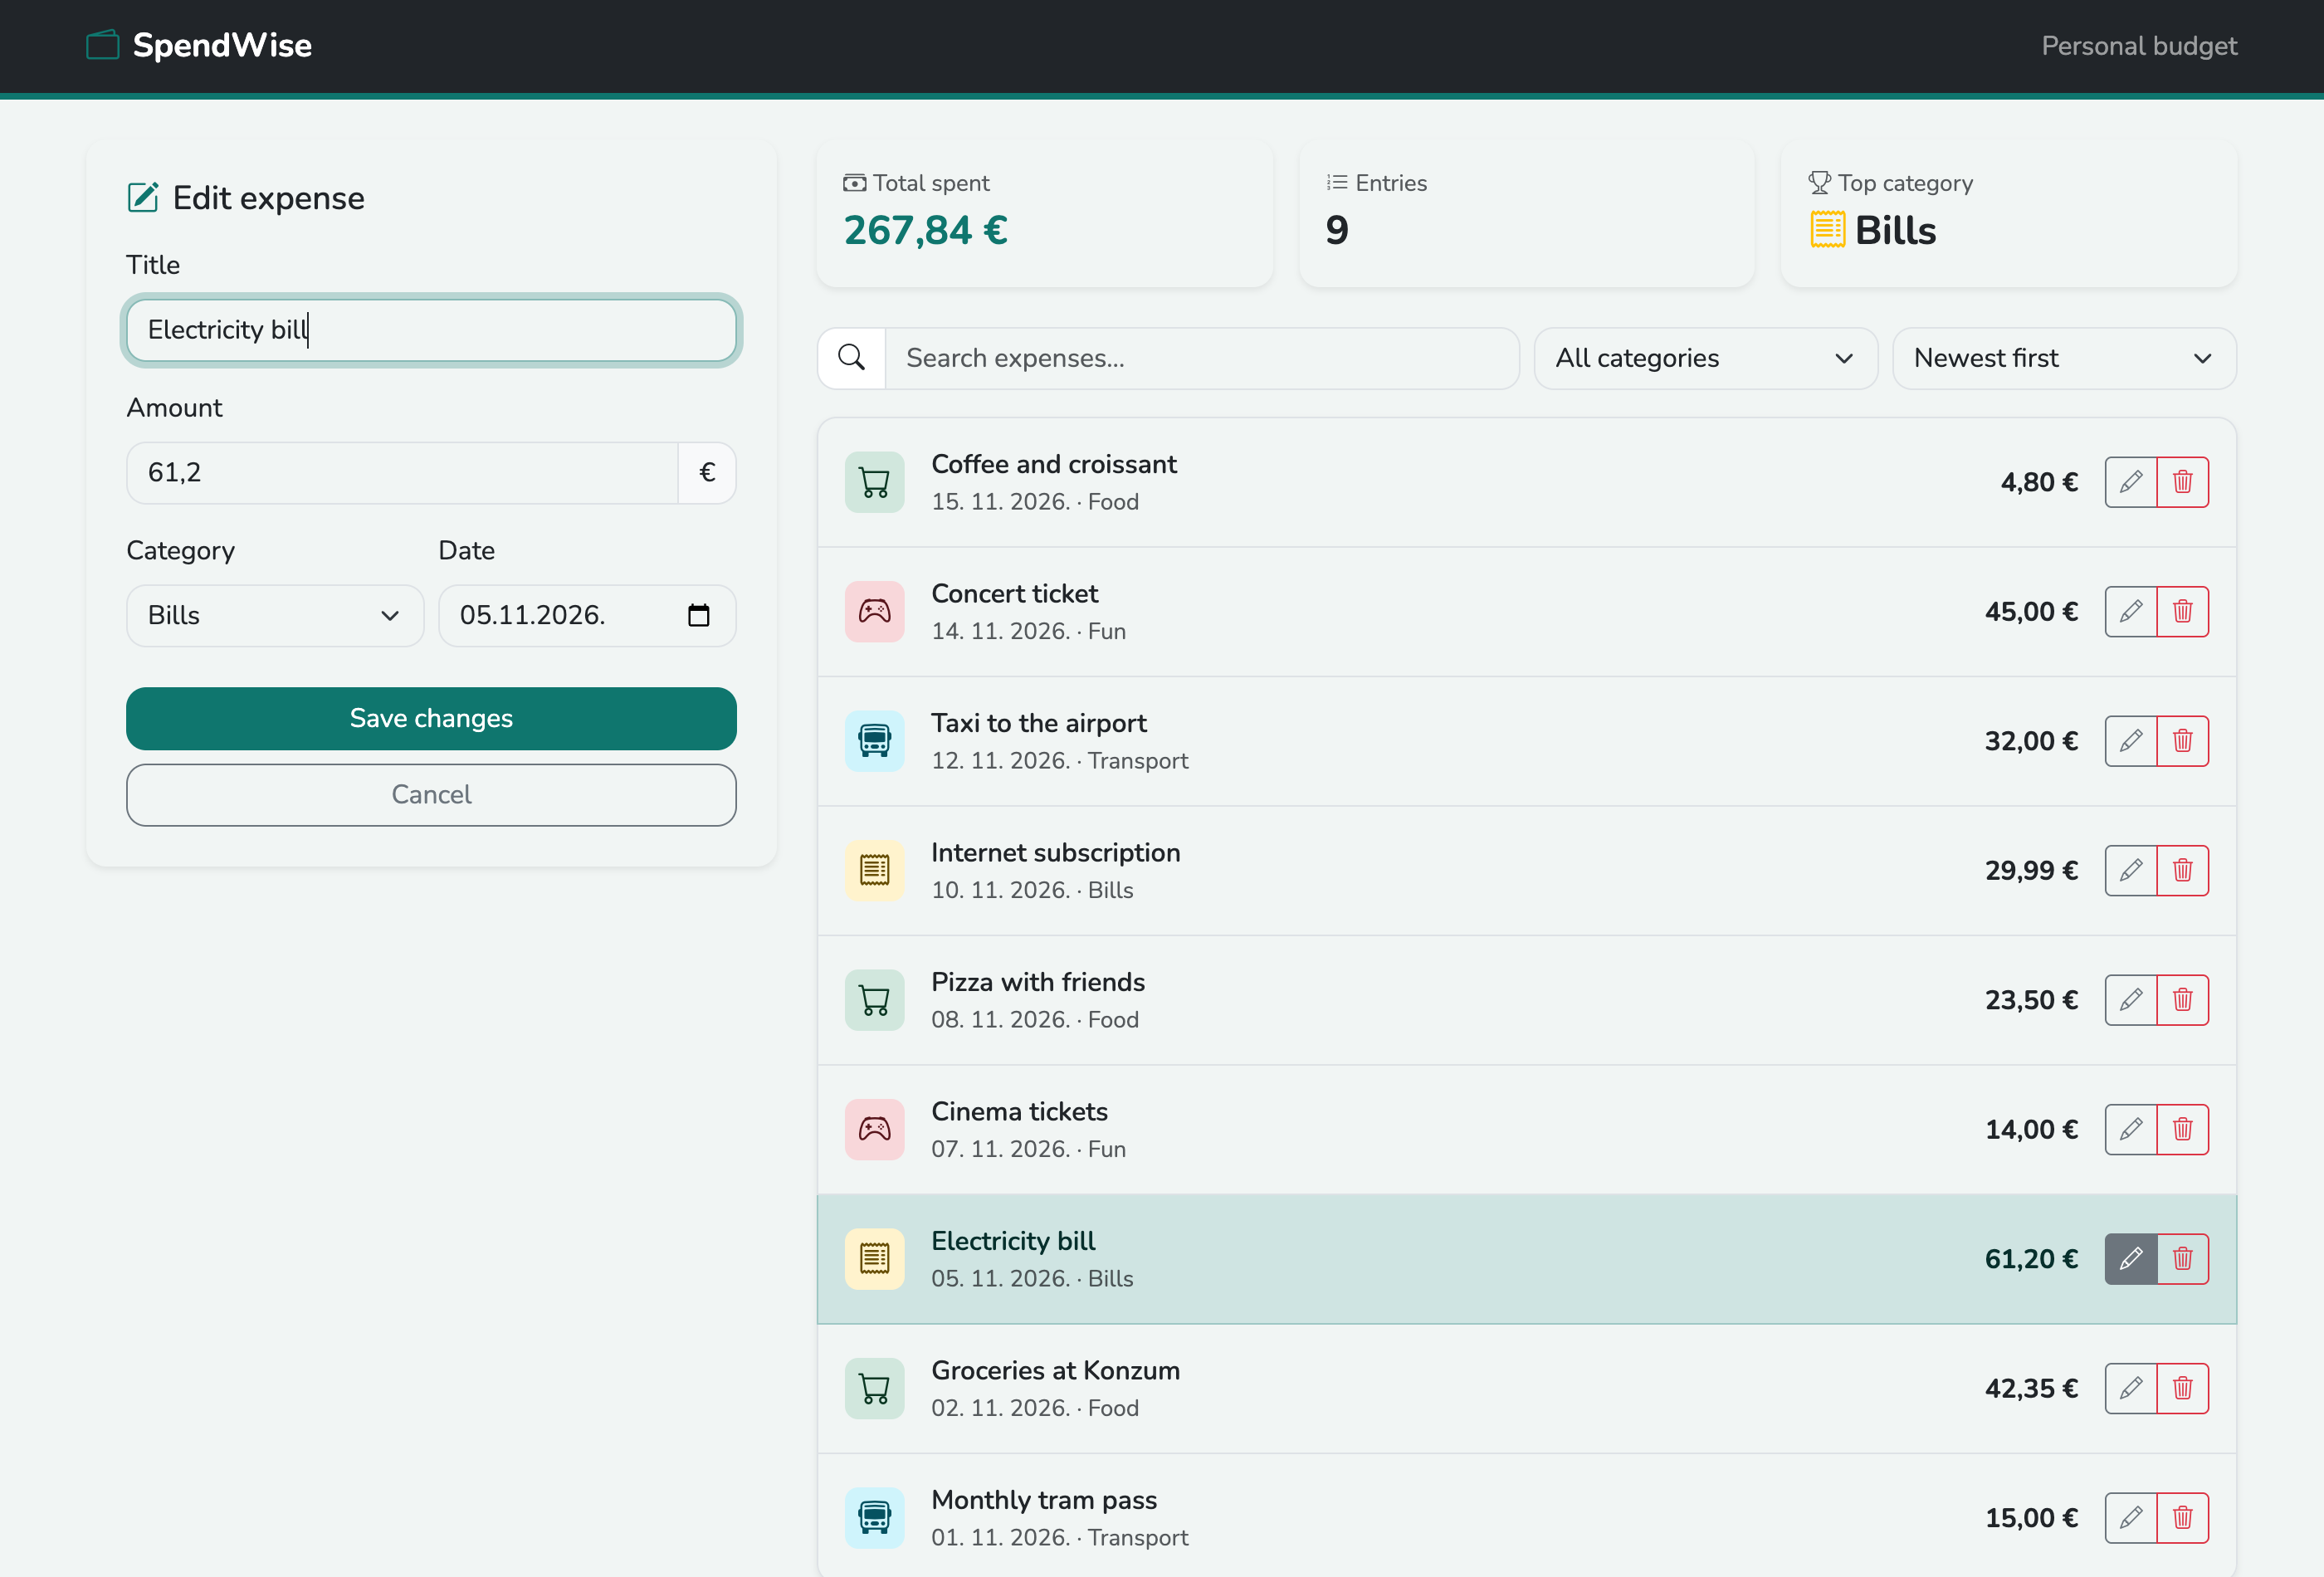 SpendWise
Personal budget
Edit expense
Title
Electricity bill
Amount
61,2 €
Category Date
Bills 05.11.2026.
Save changes
Cancel
Total spent
267,84 €
Entries
9
Top category
Bills
Search expenses...
All categories
Newest first
Coffee and croissant
15. 11. 2026. · Food
4,80 €
Concert ticket
14. 11. 2026. · Fun
45,00 €
Taxi to the airport
12. 11. 2026. · Transport
32,00 €
Internet subscription
10. 11. 2026. · Bills
29,99 €
Pizza with friends
08. 11. 2026. · Food
23,50 €
Cinema tickets
07. 11. 2026. · Fun
14,00 €
Electricity bill
05. 11. 2026. · Bills
61,20 €
Groceries at Konzum
02. 11. 2026. · Food
42,35 €
Monthly tram pass
01. 11. 2026. · Transport
15,00 €